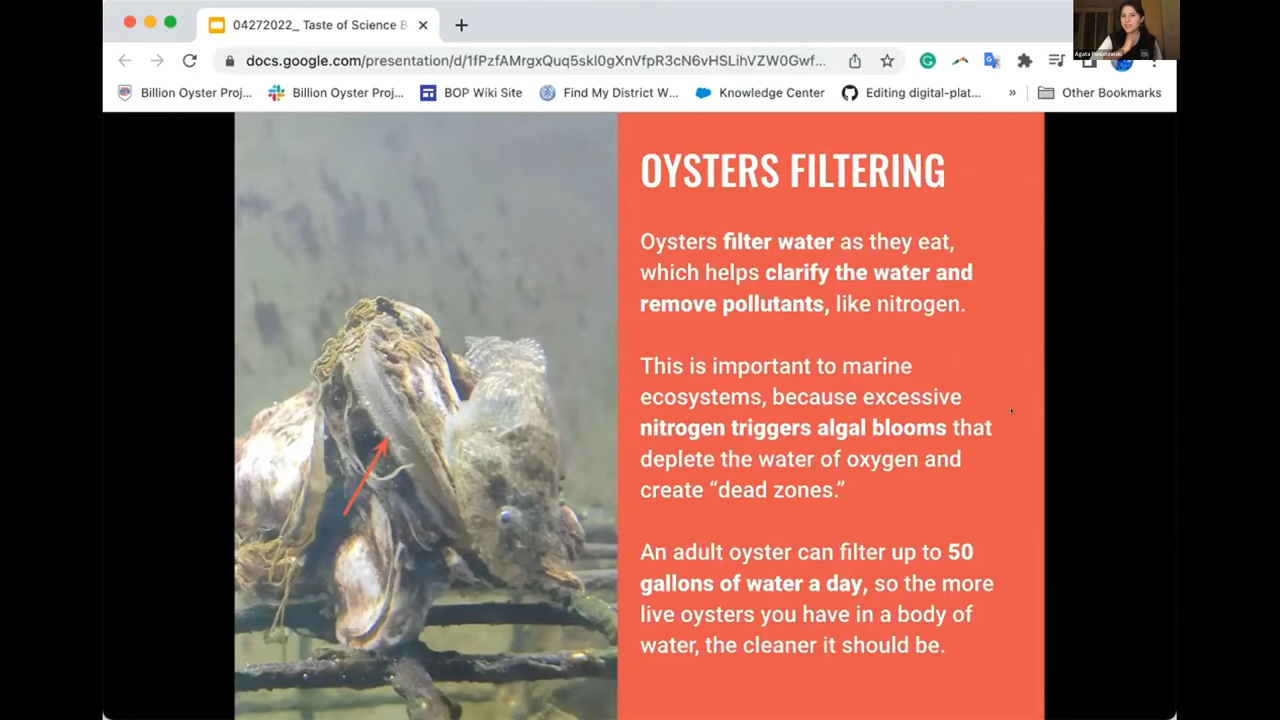 04272022_ Taste of Science B
docs.google.com/presentation/d/1fPzfAMrgxQuq5skl0gXnVfpR3cN6vHSLihVZW0Gwf...
Billion Oyster Proj...
Billion Oyster Proj...
BOP Wiki Site
Find My District W...
Knowledge Center
Editing digital-plat...
»
Other Bookmarks
Agata Poniatowski
OYSTERS FILTERING
Oysters filter water as they eat,
which helps clarify the water and
remove pollutants, like nitrogen.
This is important to marine
ecosystems, because excessive
nitrogen triggers algal blooms that
deplete the water of oxygen and
create “dead zones.”
An adult oyster can filter up to 50
gallons of water a day, so the more
live oysters you have in a body of
water, the cleaner it should be.